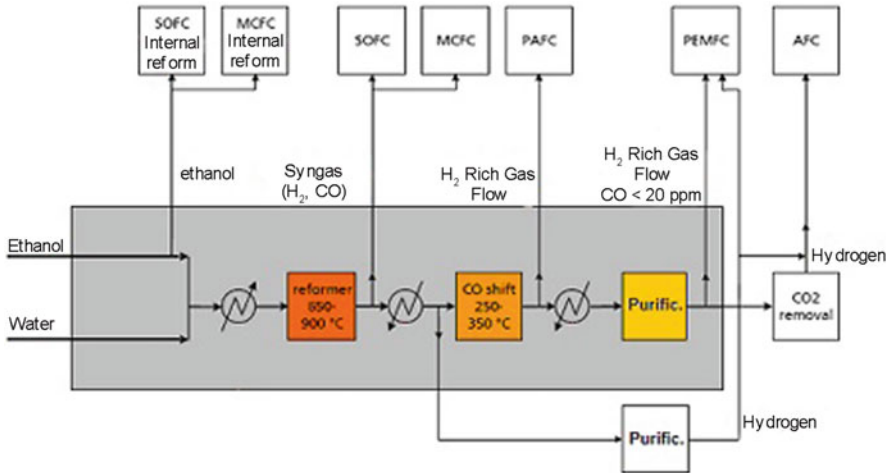 SOFC
Internal
reform
MCFC
Internal
reform
SOFC
MCFC
PAFC
PEMFC
AFC
ethanol
Syngas
(H₂, CO)
H₂ Rich Gas
Flow
H₂ Rich Gas
Flow
CO < 20 ppm
Ethanol
Hydrogen
Water
reformer
650-
900 °C
CO shift
250-
350 °C
Purific.
CO2
removal
Purific.
Hydrogen